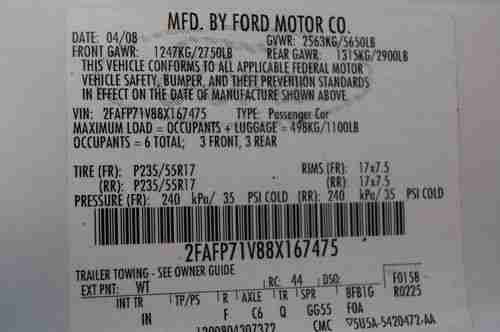 MFD. BY FORD MOTOR CO.
DATE: 04/08 GVWR: 2563KG/5650LB
FRONT GAWR: 1247KG/2750LB REAR GAWR: 1315KG/2900LB
THIS VEHICLE CONFORMS TO ALL APPLICABLE FEDERAL MOTOR
VEHICLE SAFETY, BUMPER, AND THEFT PREVENTION STANDARDS
IN EFFECT ON THE DATE OF MANUFACTURE SHOWN ABOVE.
VIN: 2FAFP71V88X167475 TYPE: Passenger Car
MAXIMUM LOAD = OCCUPANTS + LUGGAGE = 498KG/1100LB
OCCUPANTS = 6 TOTAL; 3 FRONT, 3 REAR
TIRE (FR): P235/55R17 RIMS (FR): 17x7.5
(RR): P235/55R17 (RR): 17x7.5
PRESSURE (FR): 240 kPa/ 35 PSI COLD (RR): 240 kPa/ 35 PSI COLD
2FAFP71V88X167475
TRAILER TOWING - SEE OWNER GUIDE
EXT PNT: WT RC: 44 DSO: F0158
INT TR TP/PS R AXLE TR SPR BFB1G R0225
IN F C6 Q GG55 F0A
CMC 5U5A-5420472-AA